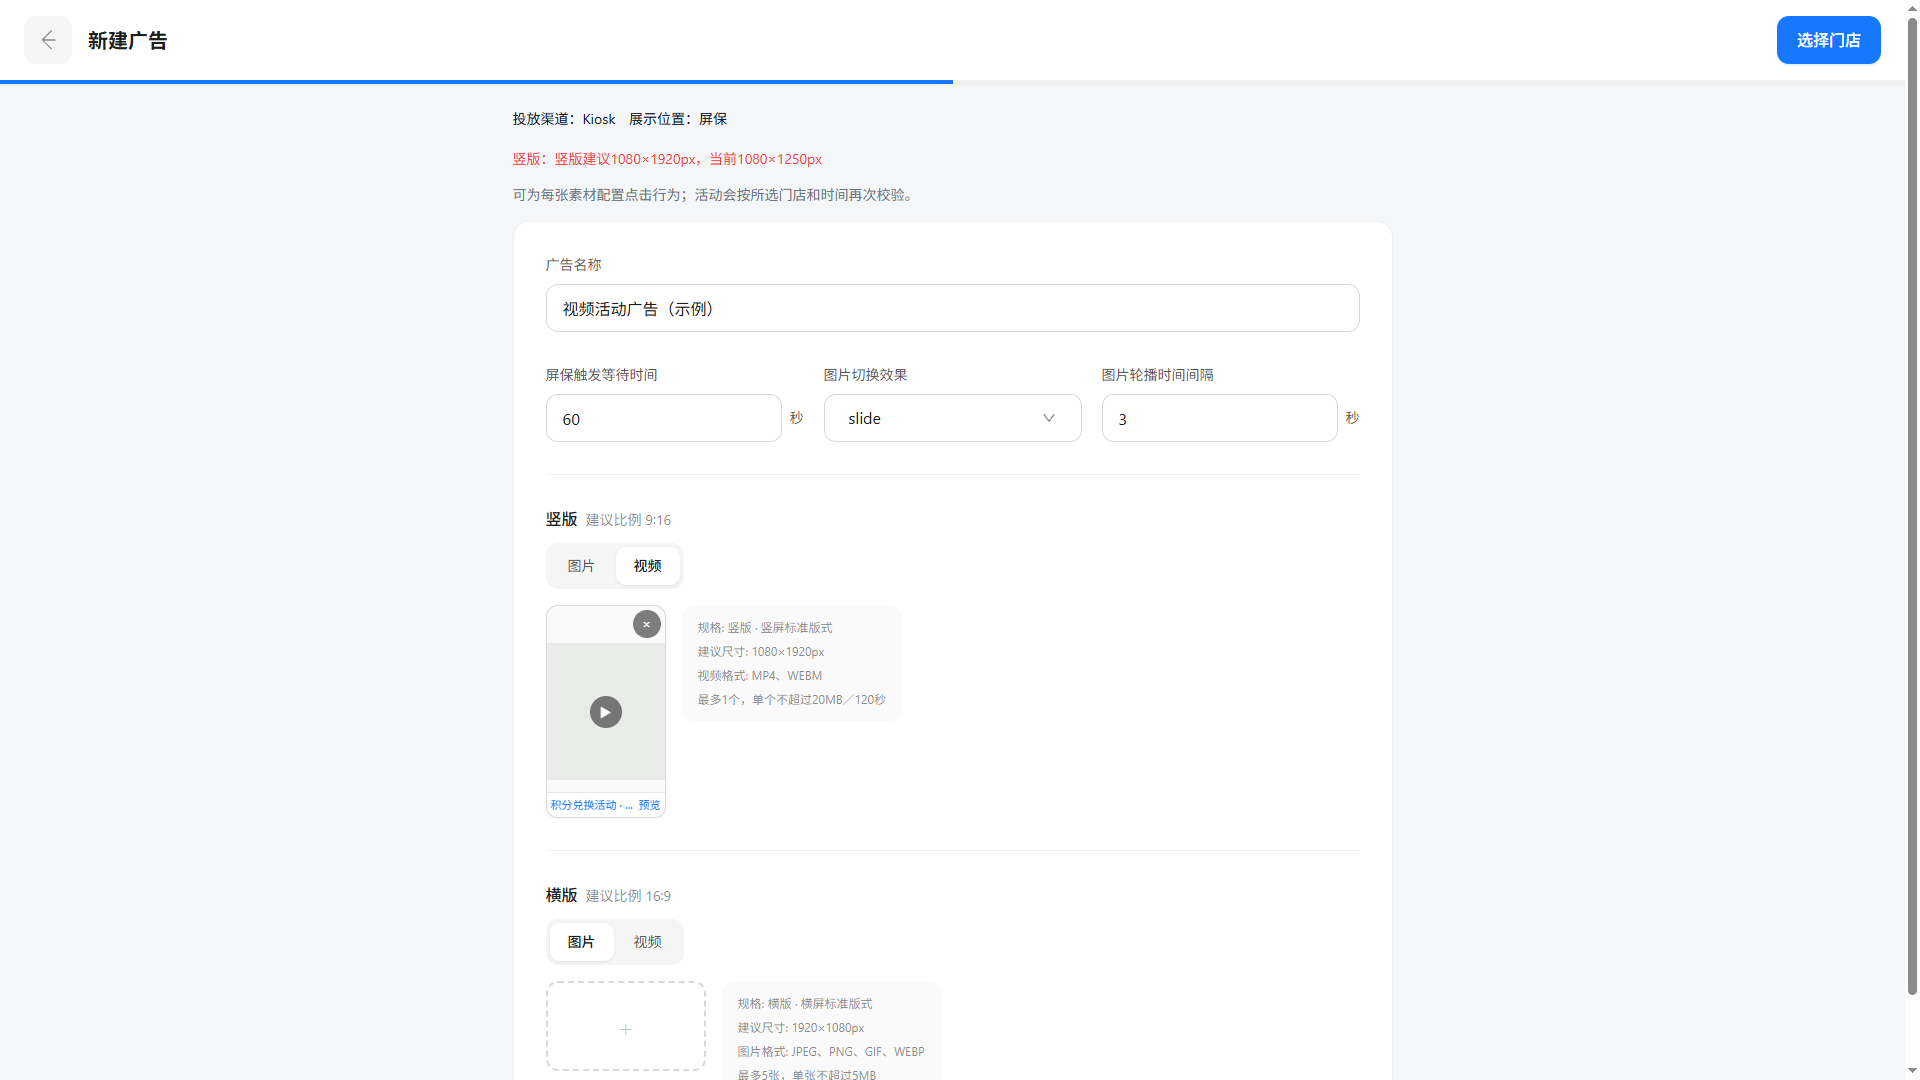 新建广告
选择门店
投放渠道：Kiosk 展示位置：屏保
竖版：竖版建议1080×1920px，当前1080×1250px
可为每张素材配置点击行为；活动会按所选门店和时间再次校验。
广告名称
视频活动广告（示例）
屏保触发等待时间
图片切换效果
图片轮播时间间隔
60
秒
slide
3
秒
竖版 建议比例 9:16
图片
视频
规格: 竖版 · 竖屏标准版式
建议尺寸: 1080×1920px
视频格式: MP4、WEBM
最多1个，单个不超过20MB／120秒
积分兑换活动 · ... 预览
横版 建议比例 16:9
图片
视频
规格: 横版 · 横屏标准版式
建议尺寸: 1920×1080px
图片格式: JPEG、PNG、GIF、WEBP
最多5张，单张不超过5MB